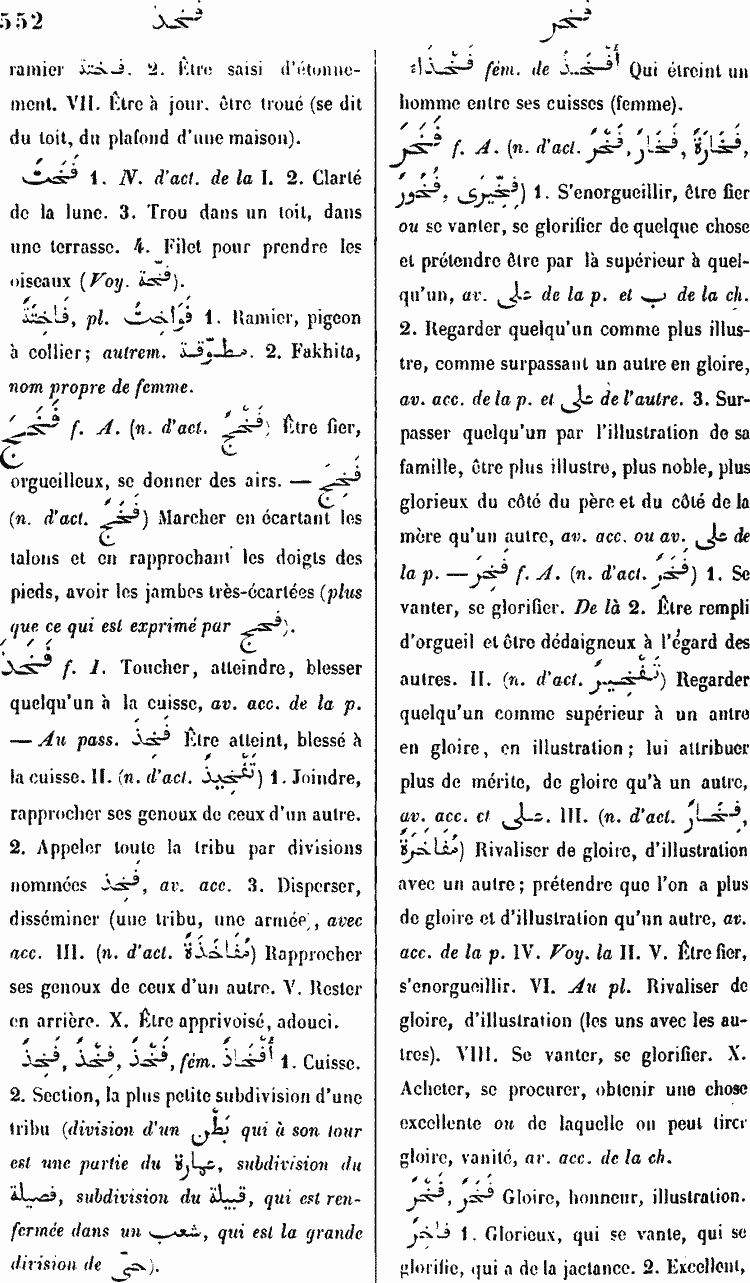 552
فخذ
فخر
ramier فاختة. 2. Être saisi d'étonne-
ment. VII. Être à jour, être troué (se dit
du toit, du plafond d'une maison).
فَخْتٌ 1. N. d'act. de la I. 2. Clarté
de la lune. 3. Trou dans un toit, dans
une terrasse. 4. Filet pour prendre les
oiseaux (Voy. فخّة).
فَاخِتَةٌ, pl. فَوَاخِتُ 1. Ramier, pigeon
à collier; autrem. مطوّقة. 2. Fakhita,
nom propre de femme.
فَخَجَ f. A. (n. d'act. فَخْجٌ) Être fier,
orgueilleux, se donner des airs. — فَخِجَ
(n. d'act. فَخَجٌ) Marcher en écartant les
talons et en rapprochant les doigts des
pieds, avoir les jambes très-écartées (plus
que ce qui est exprimé par فحج).
فَخَذَ f. I. Toucher, atteindre, blesser
quelqu'un à la cuisse, av. acc. de la p.
— Au pass. فُخِذَ Être atteint, blessé à
la cuisse. II. (n. d'act. تَفْخِيذٌ) 1. Joindre,
rapprocher ses genoux de ceux d'un autre.
2. Appeler toute la tribu par divisions
nommées فخذ, av. acc. 3. Disperser,
disséminer (une tribu, une armée), avec
acc. III. (n. d'act. مُفَاخَذَةٌ) Rapprocher
ses genoux de ceux d'un autre. V. Rester
en arrière. X. Être apprivoisé, adouci.
فَخِذٌ, فَخْذٌ, فِخْذٌ, fém. أَفْخَاذٌ 1. Cuisse.
2. Section, la plus petite subdivision d'une
tribu (division d'un بَطْن qui à son tour
est une partie du عِمارة, subdivision du
فصيلة, subdivision du قبيلة, qui est ren-
fermée dans un شعب, qui est la grande
division de حىّ).
فَخْذَاءُ fém. de أَفْخَذُ Qui étreint un
homme entre ses cuisses (femme).
فَخَرَ f. A. (n. d'act. فَخْرٌ, فَخَارٌ, فَخَارَةٌ,
فِخِّيرَى, فُخُورٌ) 1. S'enorgueillir, être fier
ou se vanter, se glorifier de quelque chose
et prétendre être par là supérieur à quel-
qu'un, av. على de la p. et ب de la ch.
2. Regarder quelqu'un comme plus illus-
tre, comme surpassant un autre en gloire,
av. acc. de la p. et على de l'autre. 3. Sur-
passer quelqu'un par l'illustration de sa
famille, être plus illustre, plus noble, plus
glorieux du côté du père et du côté de la
mère qu'un autre, av. acc. ou av. على de
la p. — فَخِرَ f. A. (n. d'act. فَخَرٌ) 1. Se
vanter, se glorifier. De là 2. Être rempli
d'orgueil et être dédaigneux à l'égard des
autres. II. (n. d'act. تَفْخِيرٌ) Regarder
quelqu'un comme supérieur à un autre
en gloire, en illustration; lui attribuer
plus de mérite, de gloire qu'à un autre,
av. acc. et على. III. (n. d'act. فِخَارٌ,
مُفَاخَرَةٌ) Rivaliser de gloire, d'illustration
avec un autre; prétendre que l'on a plus
de gloire et d'illustration qu'un autre, av.
acc. de la p. IV. Voy. la II. V. Être fier,
s'enorgueillir. VI. Au pl. Rivaliser de
gloire, d'illustration (les uns avec les au-
tres). VIII. Se vanter, se glorifier. X.
Acheter, se procurer, obtenir une chose
excellente ou de laquelle on peut tirer
gloire, vanité, av. acc. de la ch.
فَخْرٌ, فَخَرٌ Gloire, honneur, illustration.
فَاخِرٌ 1. Glorieux, qui se vante, qui se
glorifie, qui a de la jactance. 2. Excellent,